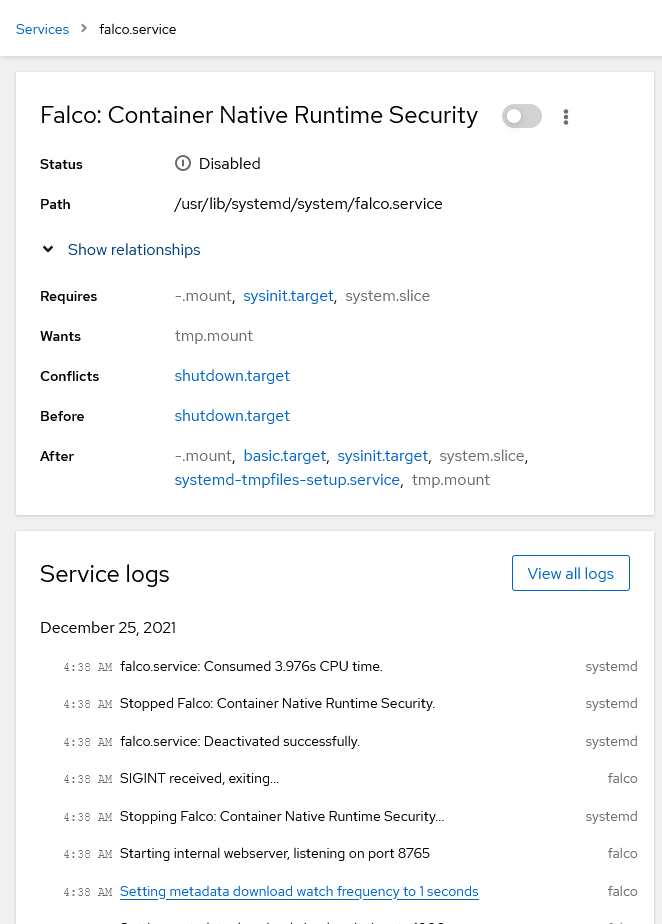 Services > falco.service
Falco: Container Native Runtime Security
Status Disabled
Path /usr/lib/systemd/system/falco.service
Show relationships
Requires -.mount, sysinit.target, system.slice
Wants tmp.mount
Conflicts shutdown.target
Before shutdown.target
After -.mount, basic.target, sysinit.target, system.slice,
systemd-tmpfiles-setup.service, tmp.mount
Service logs View all logs
December 25, 2021
4:38 AM falco.service: Consumed 3.976s CPU time. systemd
4:38 AM Stopped Falco: Container Native Runtime Security. systemd
4:38 AM falco.service: Deactivated successfully. systemd
4:38 AM SIGINT received, exiting... falco
4:38 AM Stopping Falco: Container Native Runtime Security... systemd
4:38 AM Starting internal webserver, listening on port 8765 falco
4:38 AM Setting metadata download watch frequency to 1 seconds falco